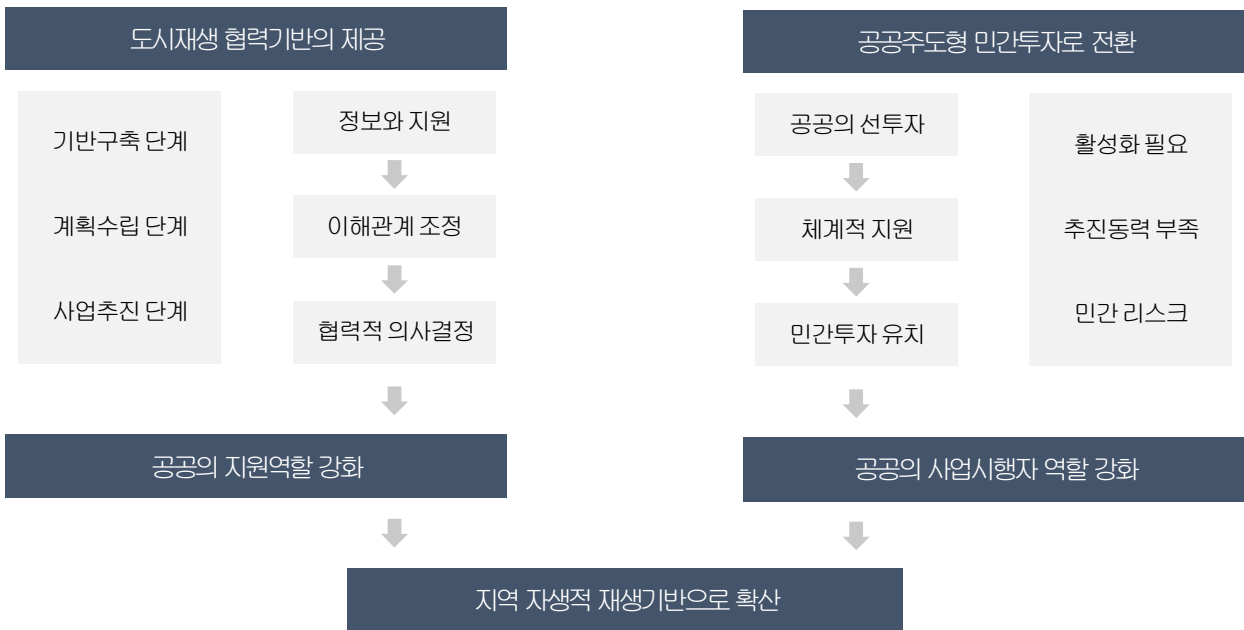 도시재생 협력기반의 제공
기반구축 단계
계획수립 단계
사업추진 단계
정보와 지원
이해관계 조정
협력적 의사결정
공공의 지원역할 강화
공공주도형 민간투자로 전환
공공의 선투자
체계적 지원
민간투자 유치
활성화 필요
추진동력 부족
민간 리스크
공공의 사업시행자 역할 강화
지역 자생적 재생기반으로 확산